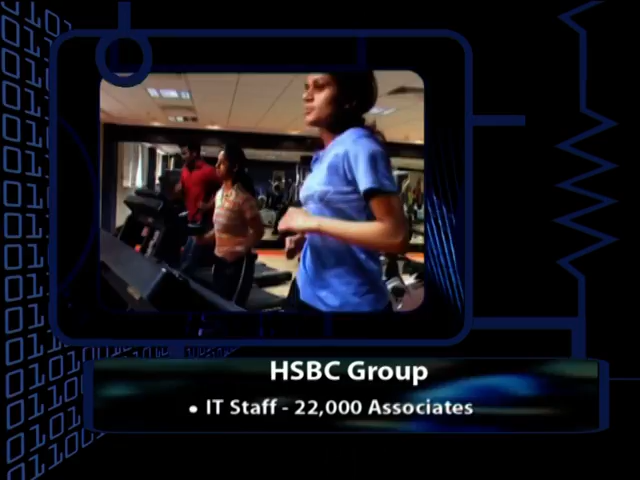 HSBC Group
• IT Staff - 22,000 Associates